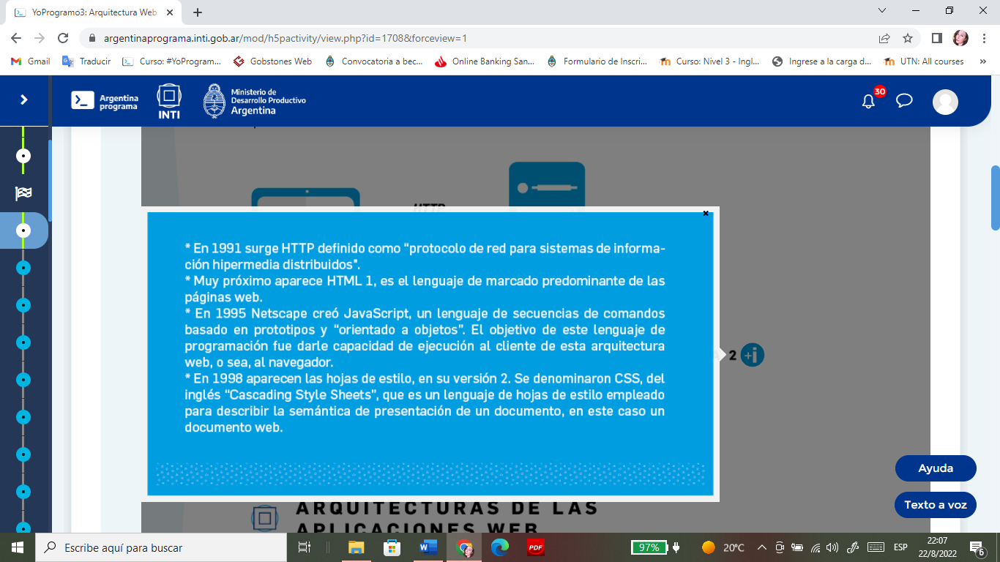 YoProgramo3: Arquitectura Web
argentinaprograma.inti.gob.ar/mod/h5pactivity/view.php?id=1708&forceview=1
Gmail
Traducir
Curso: #YoProgram...
Gobstones Web
Convocatoria a bec...
Online Banking San...
Formulario de Inscri...
Curso: Nivel 3 - Ingl...
Ingrese a la carga d...
UTN: All courses
»
Argentina
programa
INTI
Ministerio de
Desarrollo Productivo
Argentina
30
HTTP
* En 1991 surge HTTP definido como “protocolo de red para sistemas de informa-
ción hipermedia distribuidos”.
* Muy próximo aparece HTML 1, es el lenguaje de marcado predominante de las
páginas web.
* En 1995 Netscape creó JavaScript, un lenguaje de secuencias de comandos
basado en prototipos y “orientado a objetos”. El objetivo de este lenguaje de
programación fue darle capacidad de ejecución al cliente de esta arquitectura
web, o sea, al navegador.
* En 1998 aparecen las hojas de estilo, en su versión 2. Se denominaron CSS, del
inglés “Cascading Style Sheets”, que es un lenguaje de hojas de estilo empleado
para describir la semántica de presentación de un documento, en este caso un
documento web.
2 +i
ARQUITECTURAS DE LAS
APLICACIONES WEB
Ayuda
Texto a voz
Escribe aquí para buscar
PDF
97%
20°C
ESP
22:07
22/8/2022
6